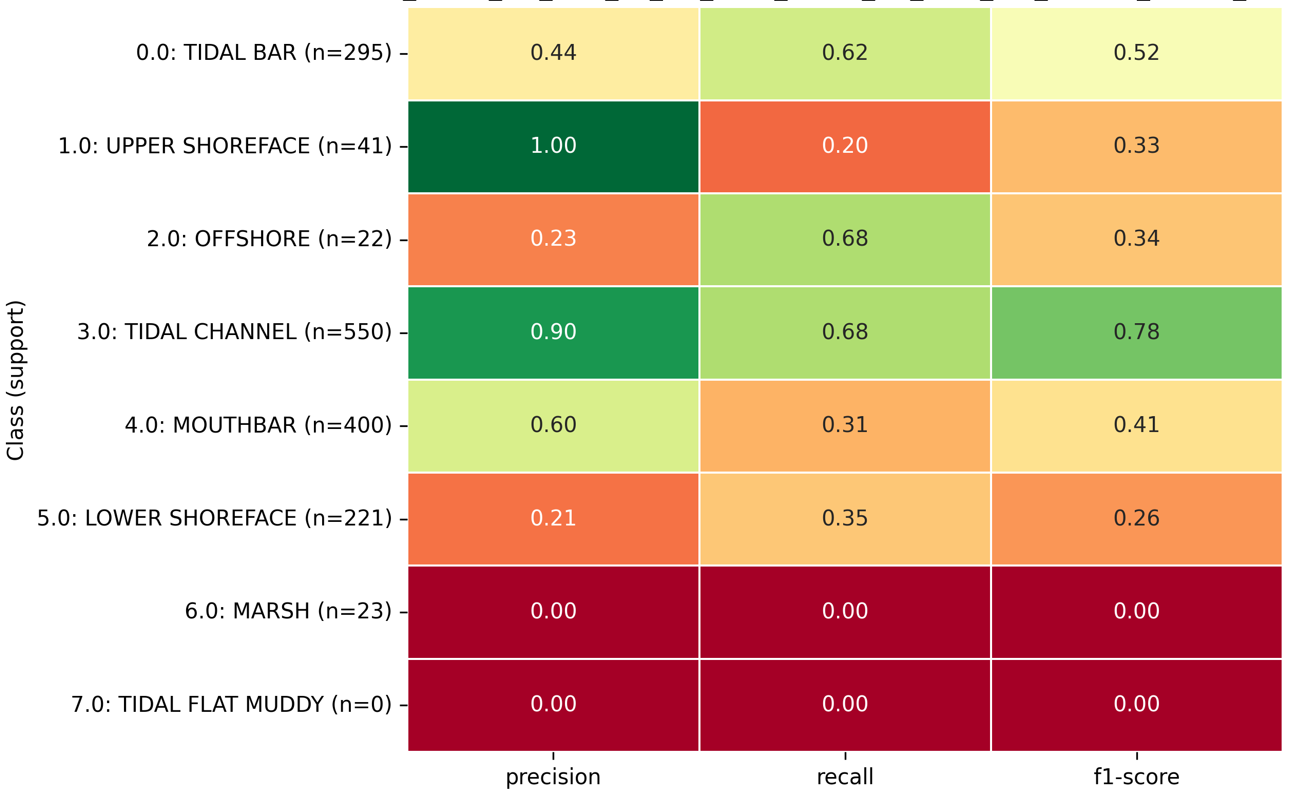 0.0: TIDAL BAR (n=295) 0.44 0.62 0.52
1.0: UPPER SHOREFACE (n=41) 1.00 0.20 0.33
2.0: OFFSHORE (n=22) 0.23 0.68 0.34
3.0: TIDAL CHANNEL (n=550) 0.90 0.68 0.78
4.0: MOUTHBAR (n=400) 0.60 0.31 0.41
5.0: LOWER SHOREFACE (n=221) 0.21 0.35 0.26
6.0: MARSH (n=23) 0.00 0.00 0.00
7.0: TIDAL FLAT MUDDY (n=0) 0.00 0.00 0.00
precision recall f1-score
Class (support)